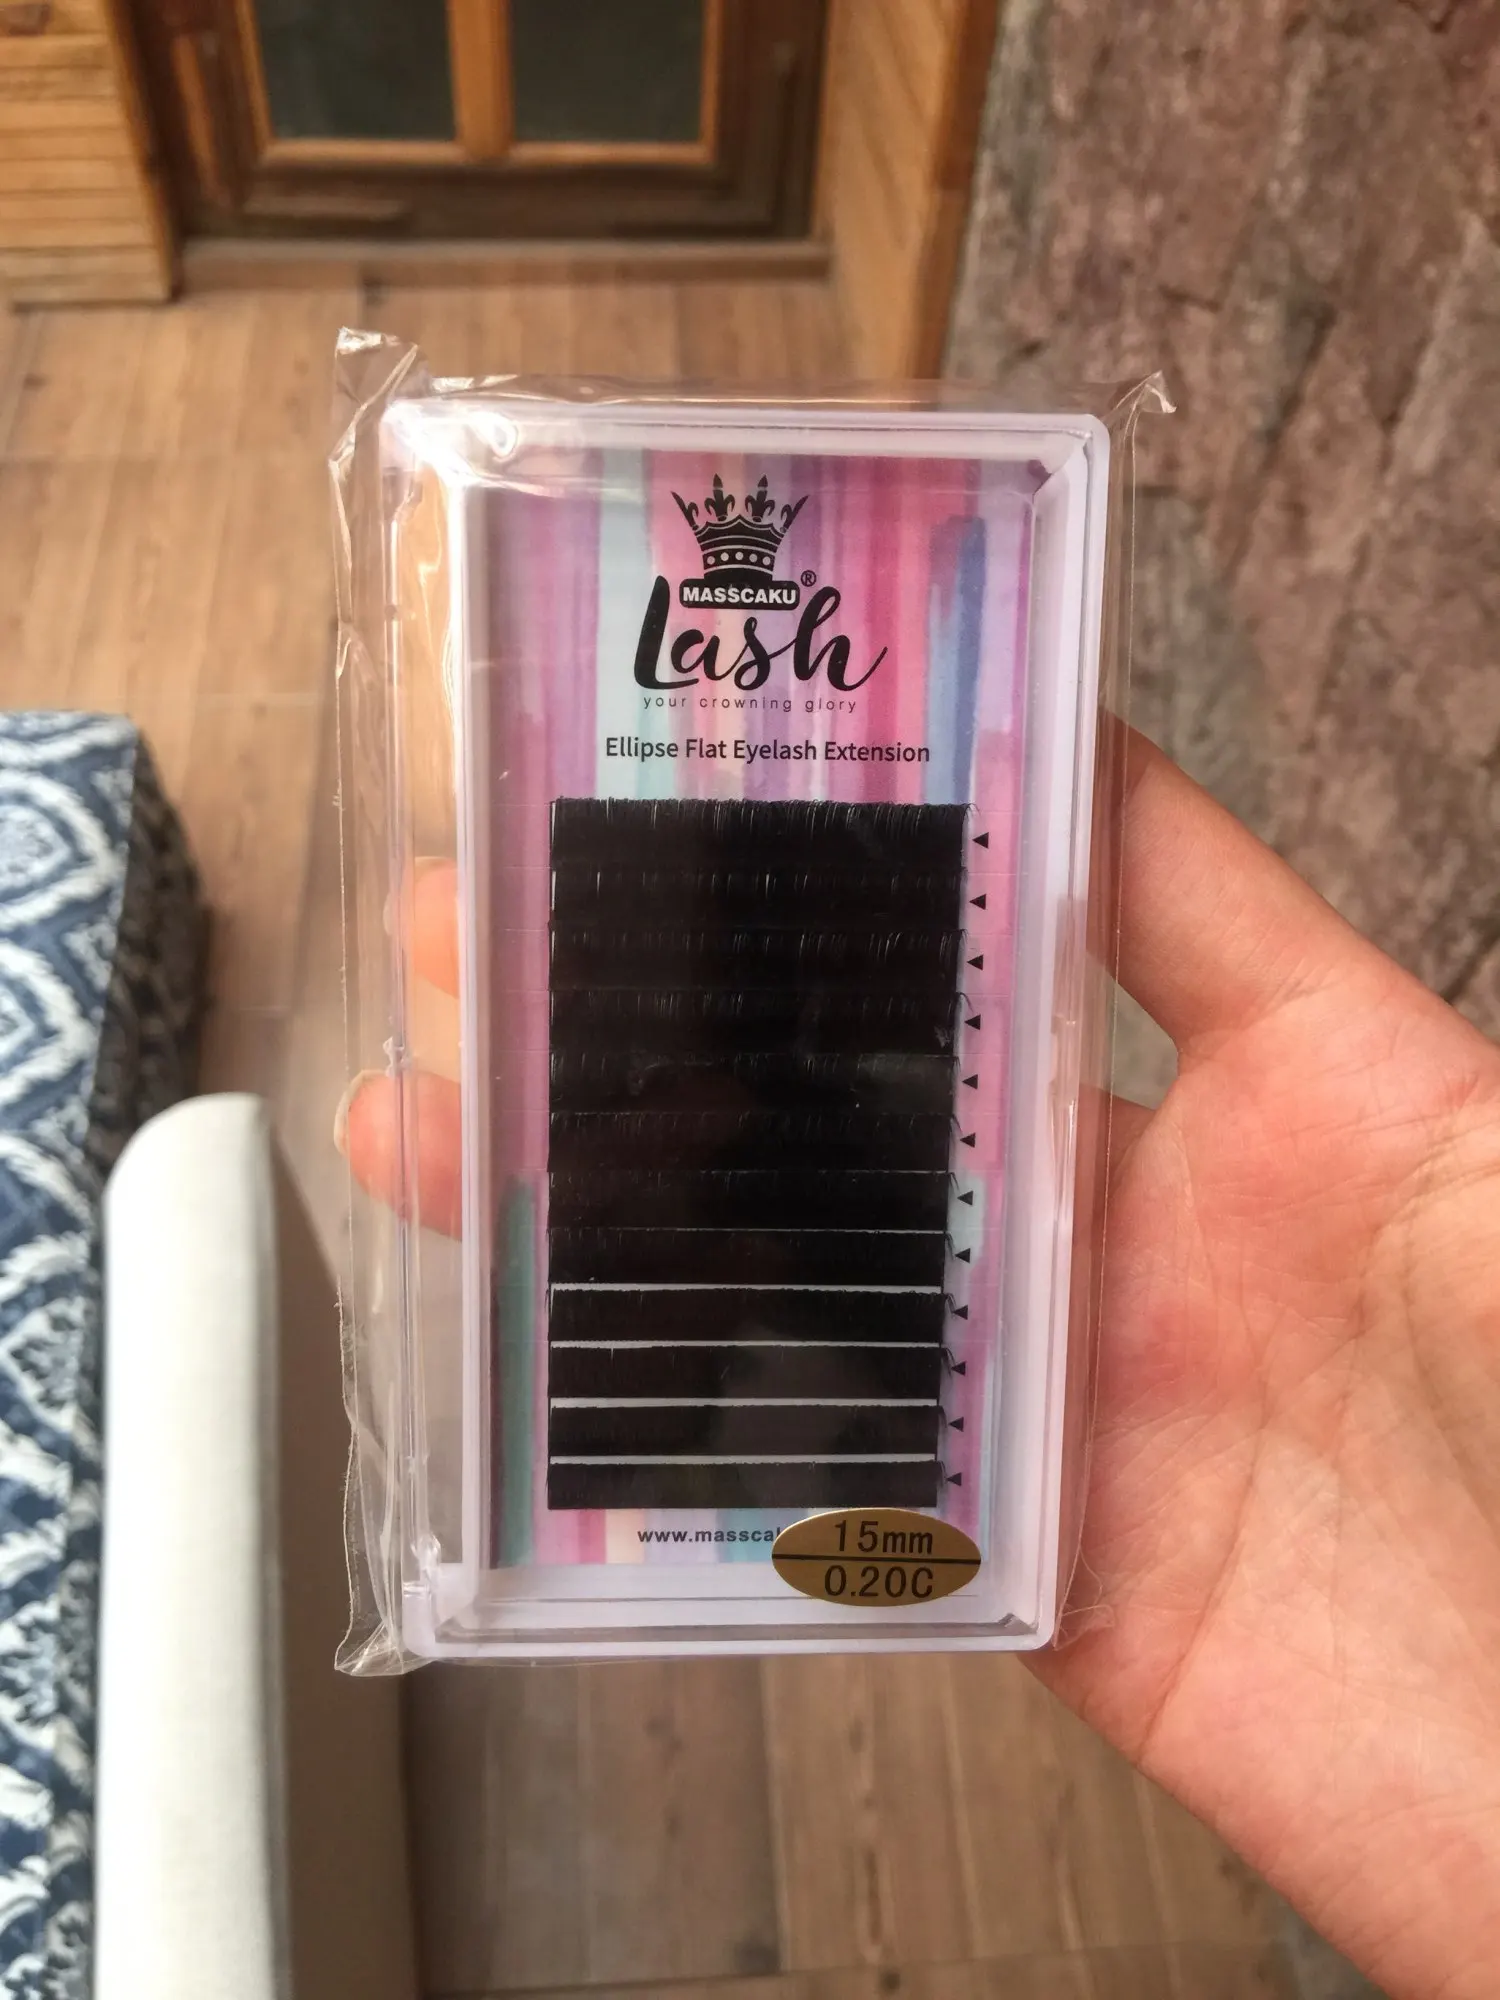 MASSCAKU®
Lash
your crowning glory
Ellipse Flat Eyelash Extension
15mm
0.20C